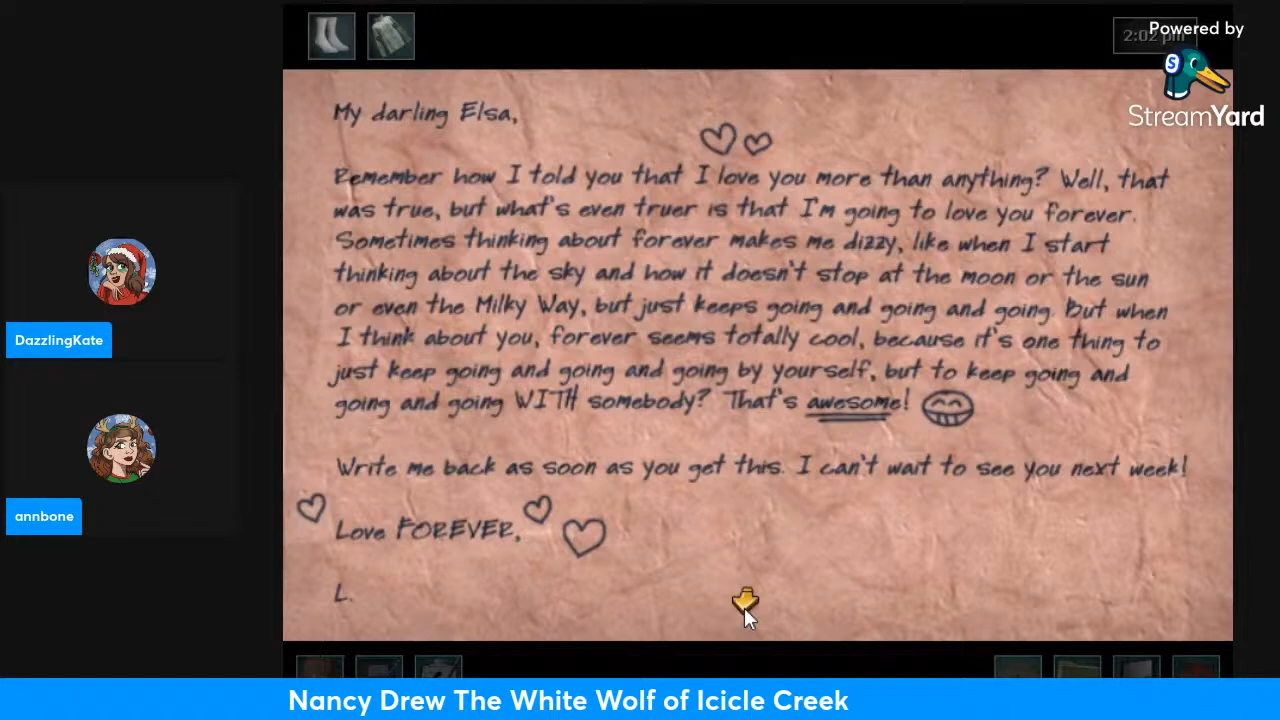 2:02 pm
Powered by
StreamYard
My darling Elsa,
Remember how I told you that I love you more than anything? Well, that
was true, but what's even truer is that I'm going to love you forever.
Sometimes thinking about forever makes me dizzy, like when I start
thinking about the sky and how it doesn't stop at the moon or the sun
or even the Milky Way, but just keeps going and going and going. But when
I think about you, forever seems totally cool, because it's one thing to
just keep going and going and going by yourself, but to keep going and
going and going WITH somebody? That's awesome!
Write me back as soon as you get this. I can't wait to see you next week!
Love FOREVER,
L.
DazzlingKate
annbone
Nancy Drew The White Wolf of Icicle Creek